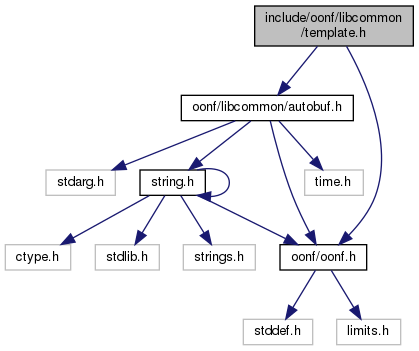 include/oonf/libcommon
/template.h
oonf/libcommon/autobuf.h
stdarg.h
string.h
time.h
ctype.h
stdlib.h
strings.h
oonf/oonf.h
stddef.h
limits.h